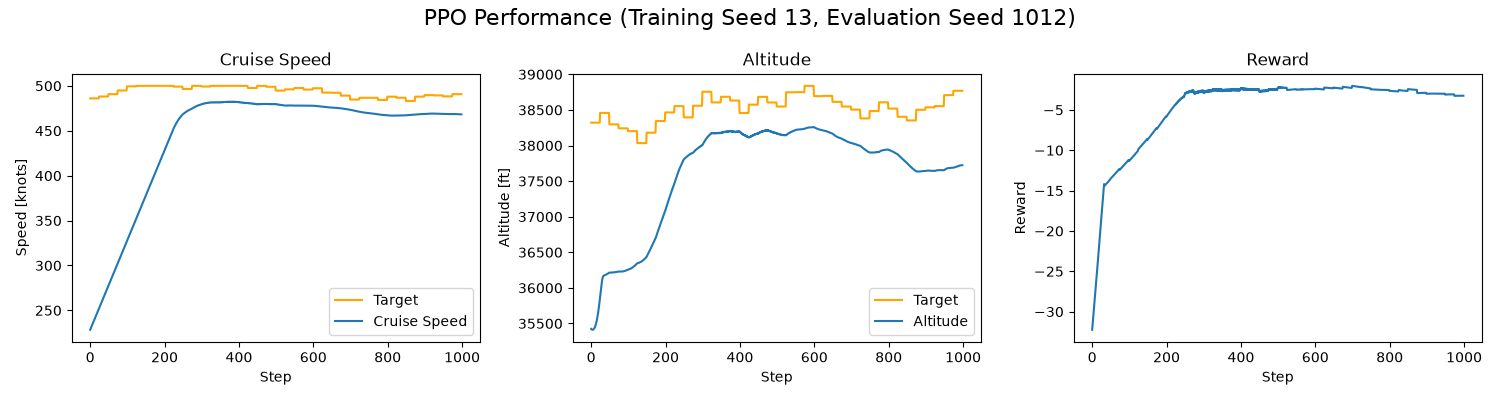 PPO Performance (Training Seed 13, Evaluation Seed 1012)
Cruise Speed
500
450
400
350
300
250
Speed [knots]
0 200 400 600 800 1000
Step
Target
Cruise Speed
Altitude
39000
38500
38000
37500
37000
36500
36000
35500
Altitude [ft]
0 200 400 600 800 1000
Step
Target
Altitude
Reward
−5
−10
−15
−20
−25
−30
Reward
0 200 400 600 800 1000
Step